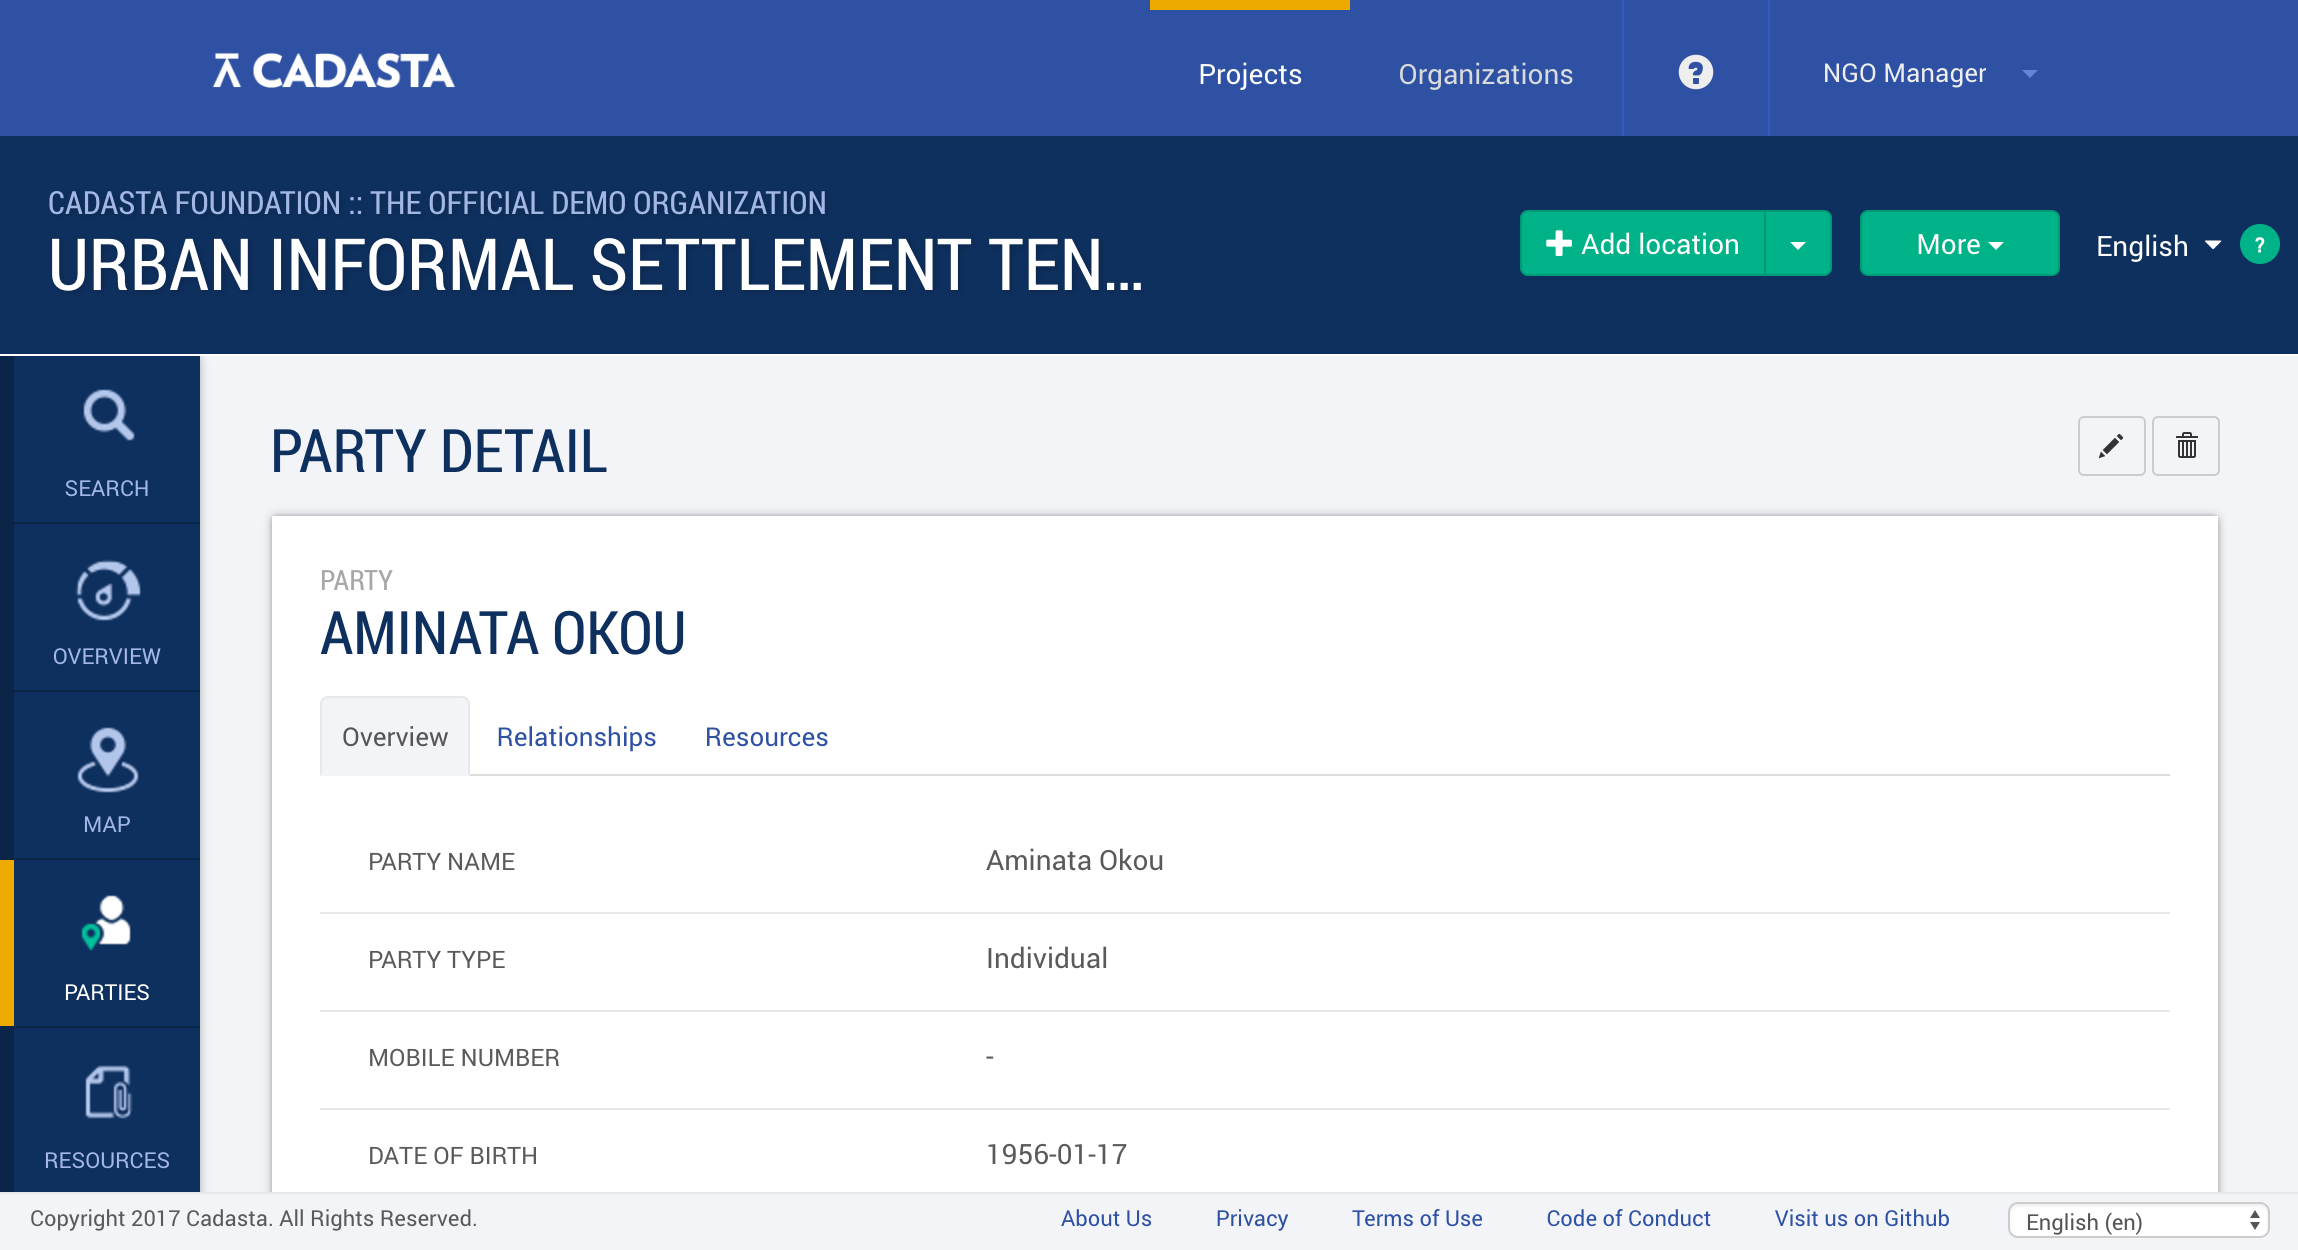 CADASTA
Projects
Organizations
?
NGO Manager
CADASTA FOUNDATION :: THE OFFICIAL DEMO ORGANIZATION
URBAN INFORMAL SETTLEMENT TEN...
Add location
More
English
?
SEARCH
OVERVIEW
MAP
PARTIES
RESOURCES
PARTY DETAIL
PARTY
AMINATA OKOU
Overview
Relationships
Resources
PARTY NAME Aminata Okou
PARTY TYPE Individual
MOBILE NUMBER -
DATE OF BIRTH 1956-01-17
Copyright 2017 Cadasta. All Rights Reserved.
About Us
Privacy
Terms of Use
Code of Conduct
Visit us on Github
English (en)